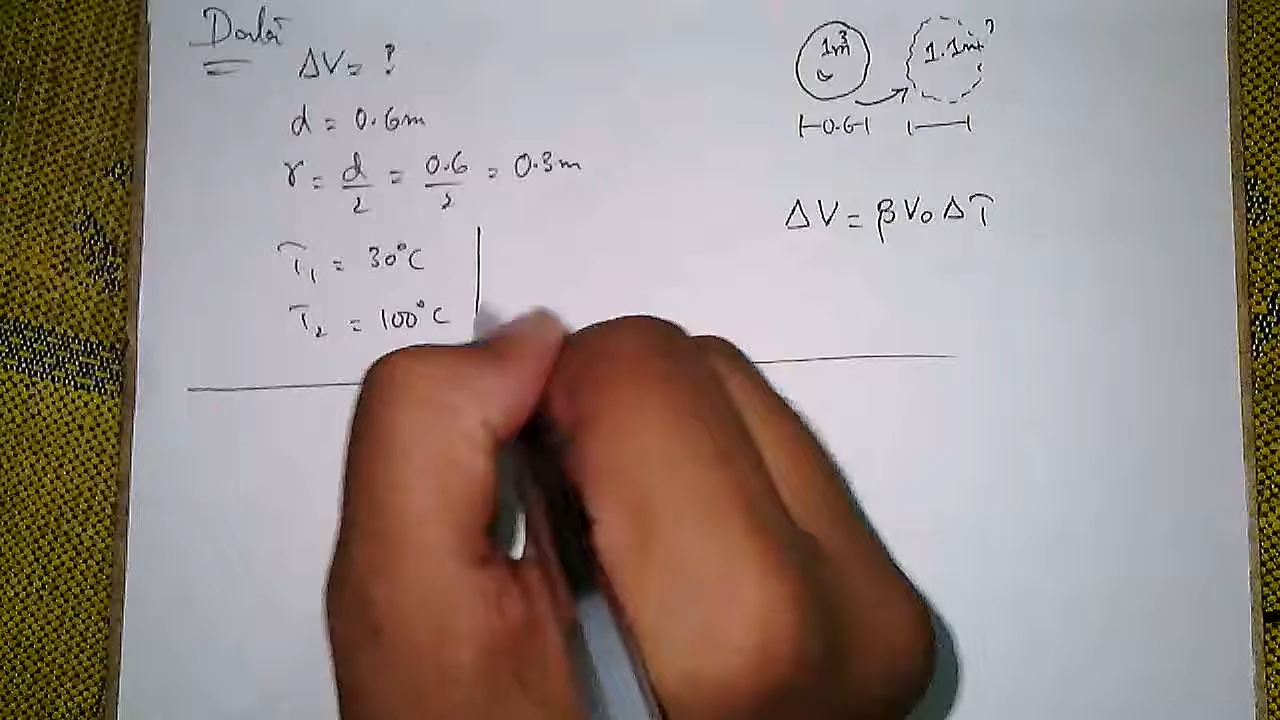 Data
ΔV = ?
d = 0.6m
r = d/2 = 0.6/2 = 0.3m
T₁ = 30°C
T₂ = 100°C
1m³
1.1m³
0.6
ΔV = βV₀ΔT